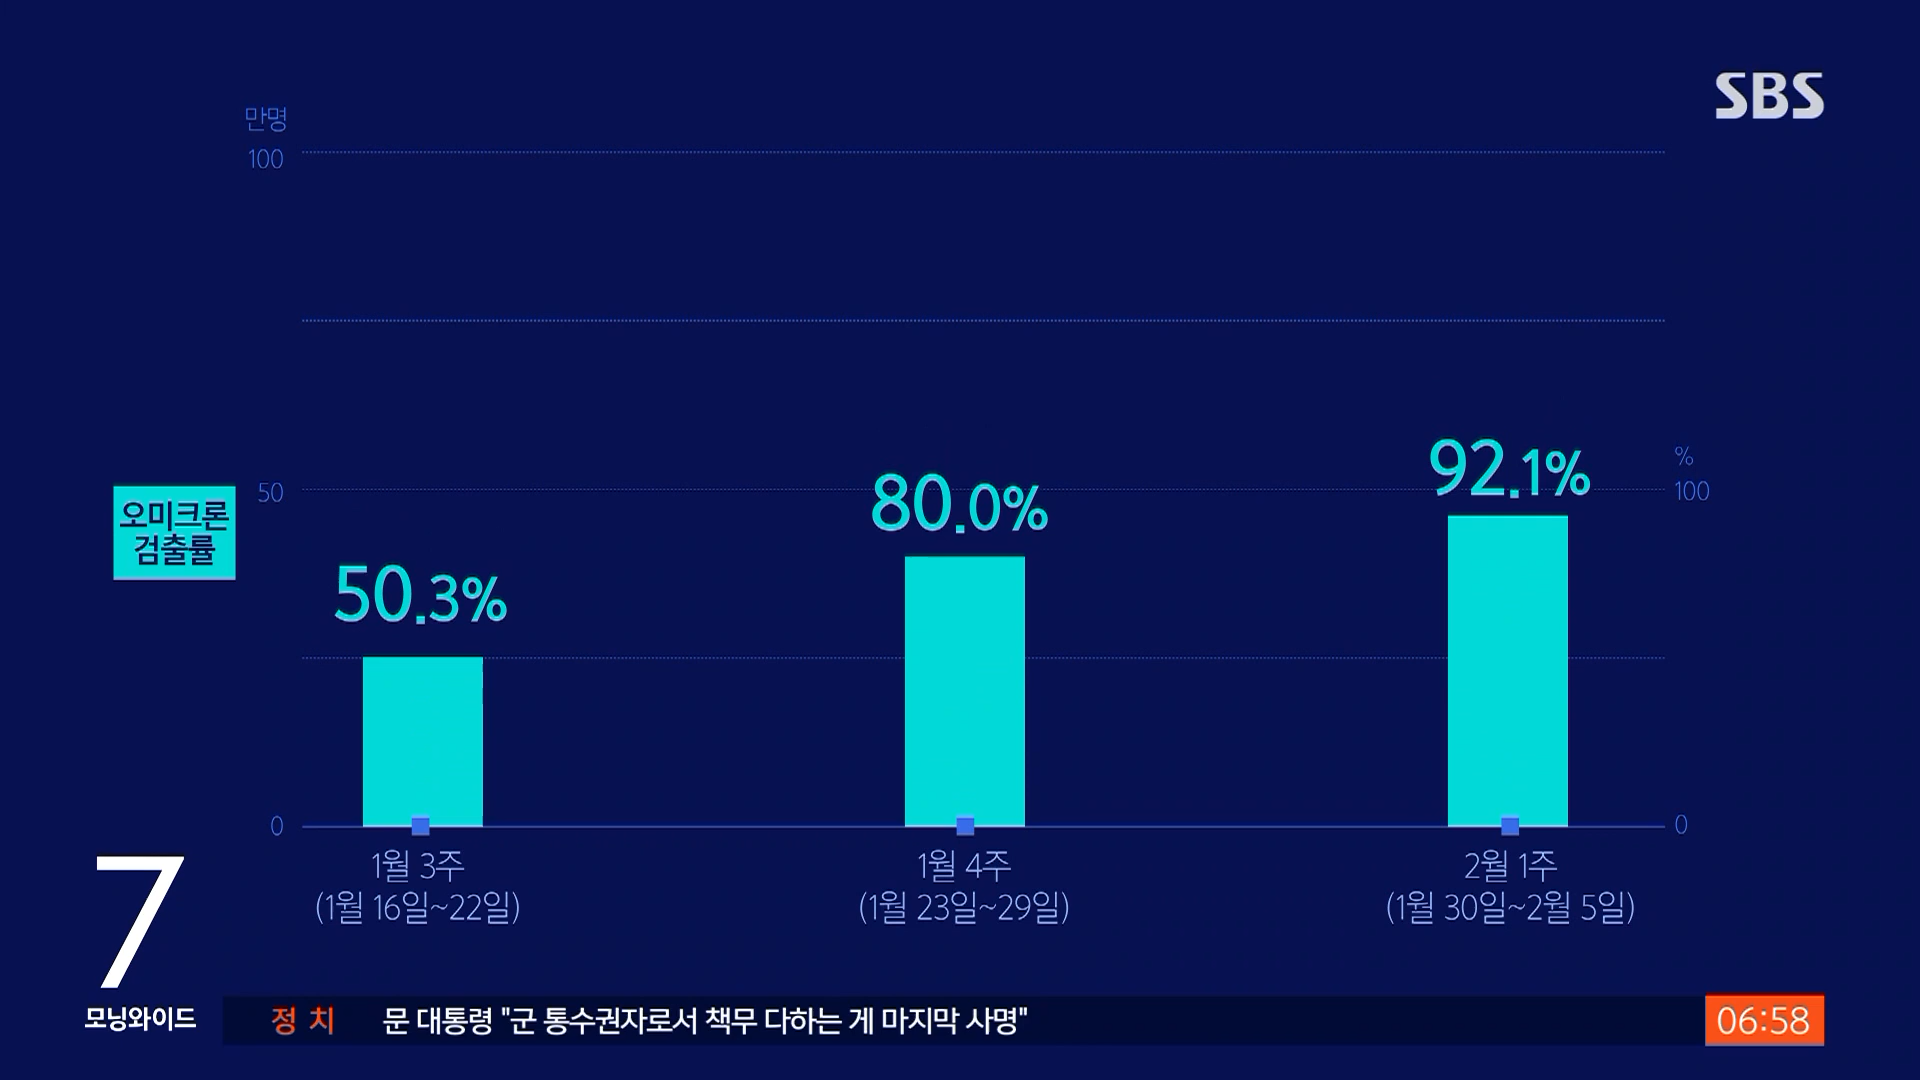 SBS
만명
100
50
0
%
100
0
오미크론
검출률
50.3%
80.0%
92.1%
1월 3주
(1월 16일~22일)
1월 4주
(1월 23일~29일)
2월 1주
(1월 30일~2월 5일)
7
모닝와이드
정 치
문 대통령 "군 통수권자로서 책무 다하는 게 마지막 사명"
06:58